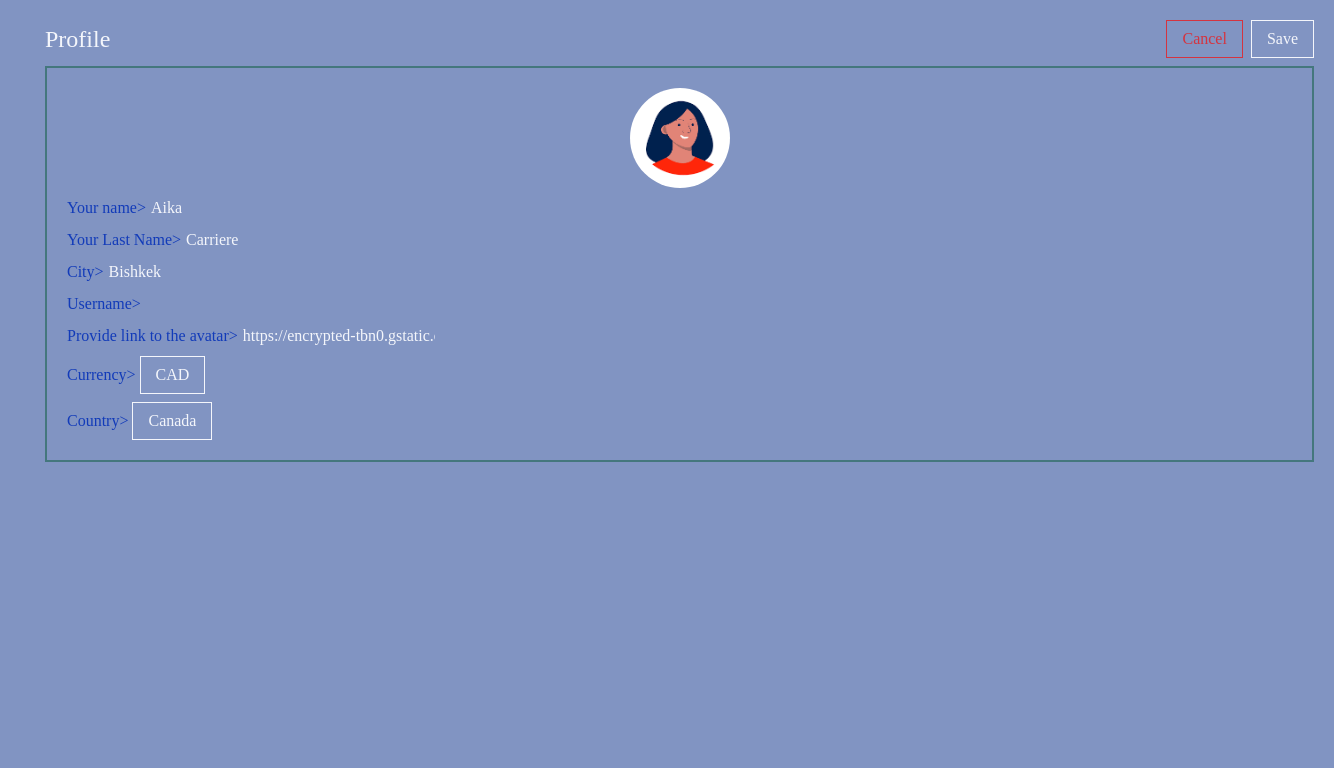 Profile
Cancel
Save
Your name> Aika
Your Last Name> Carriere
City> Bishkek
Username>
Provide link to the avatar> https://encrypted-tbn0.gstatic.
Currency> CAD
Country> Canada